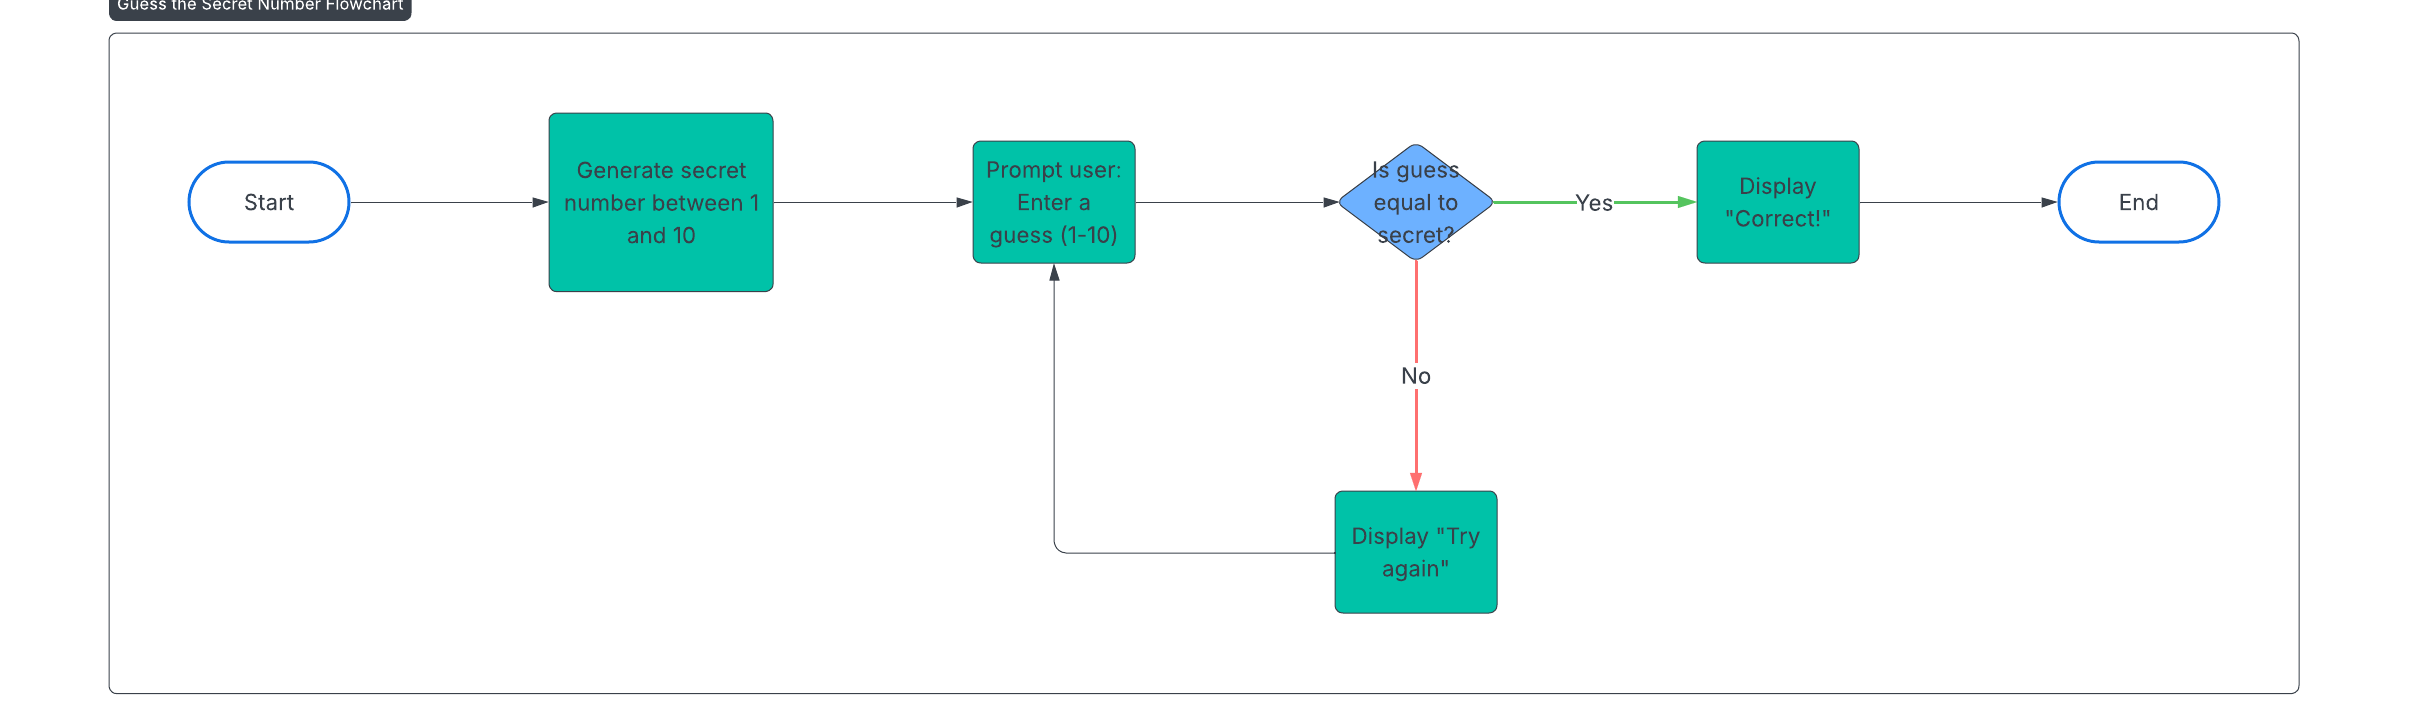 Guess the Secret Number Flowchart
Start
Generate secret
number between 1
and 10
Prompt user:
Enter a
guess (1-10)
Is guess
equal to
secret?
Yes
Display
"Correct!"
End
No
Display "Try
again"